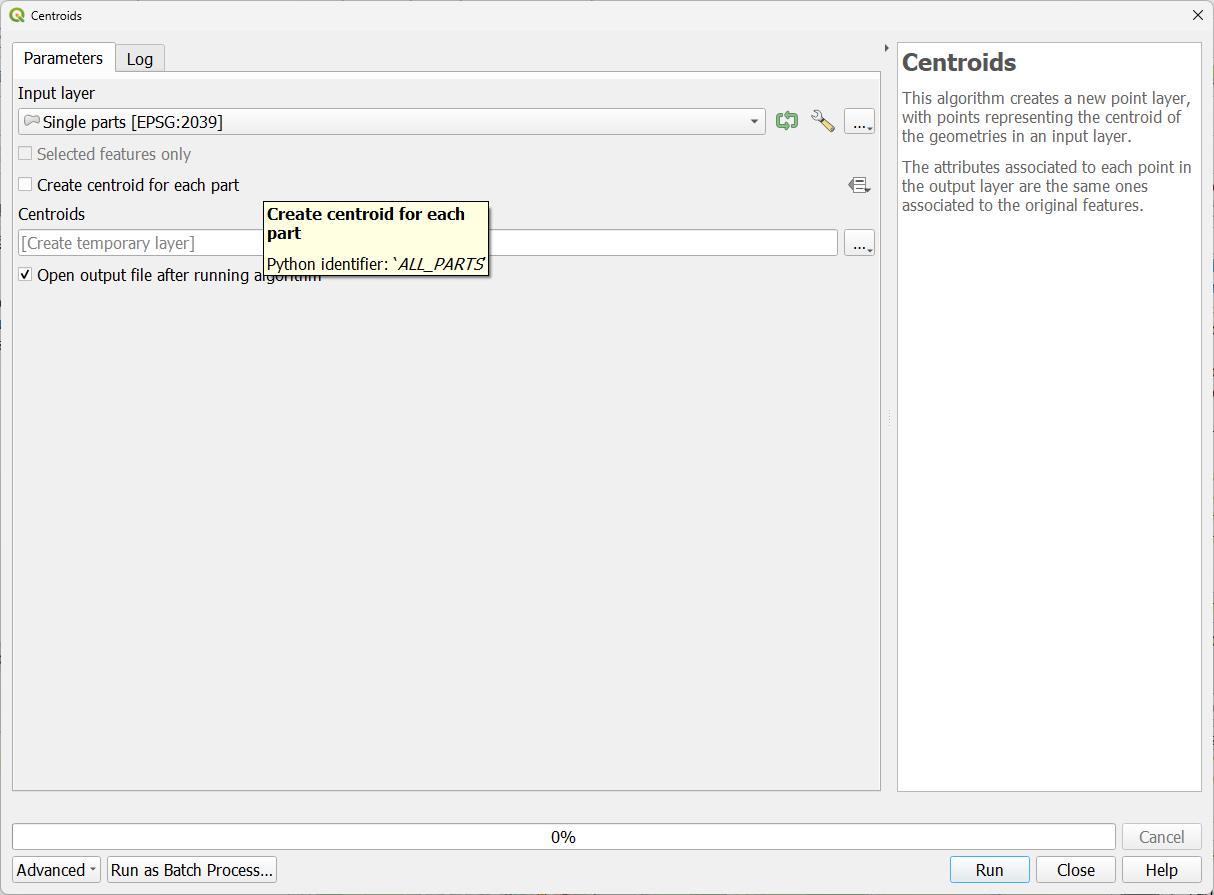 Centroids
Parameters
Log
Input layer
Single parts [EPSG:2039]
...
Selected features only
Create centroid for each part
Centroids
[Create temporary layer]
...
Create centroid for each
part
Python identifier: ‘ALL_PARTS’
Open output file after running algorithm
Centroids
This algorithm creates a new point layer,
with points representing the centroid of
the geometries in an input layer.
The attributes associated to each point in
the output layer are the same ones
associated to the original features.
0%
Cancel
Advanced
Run as Batch Process...
Run
Close
Help